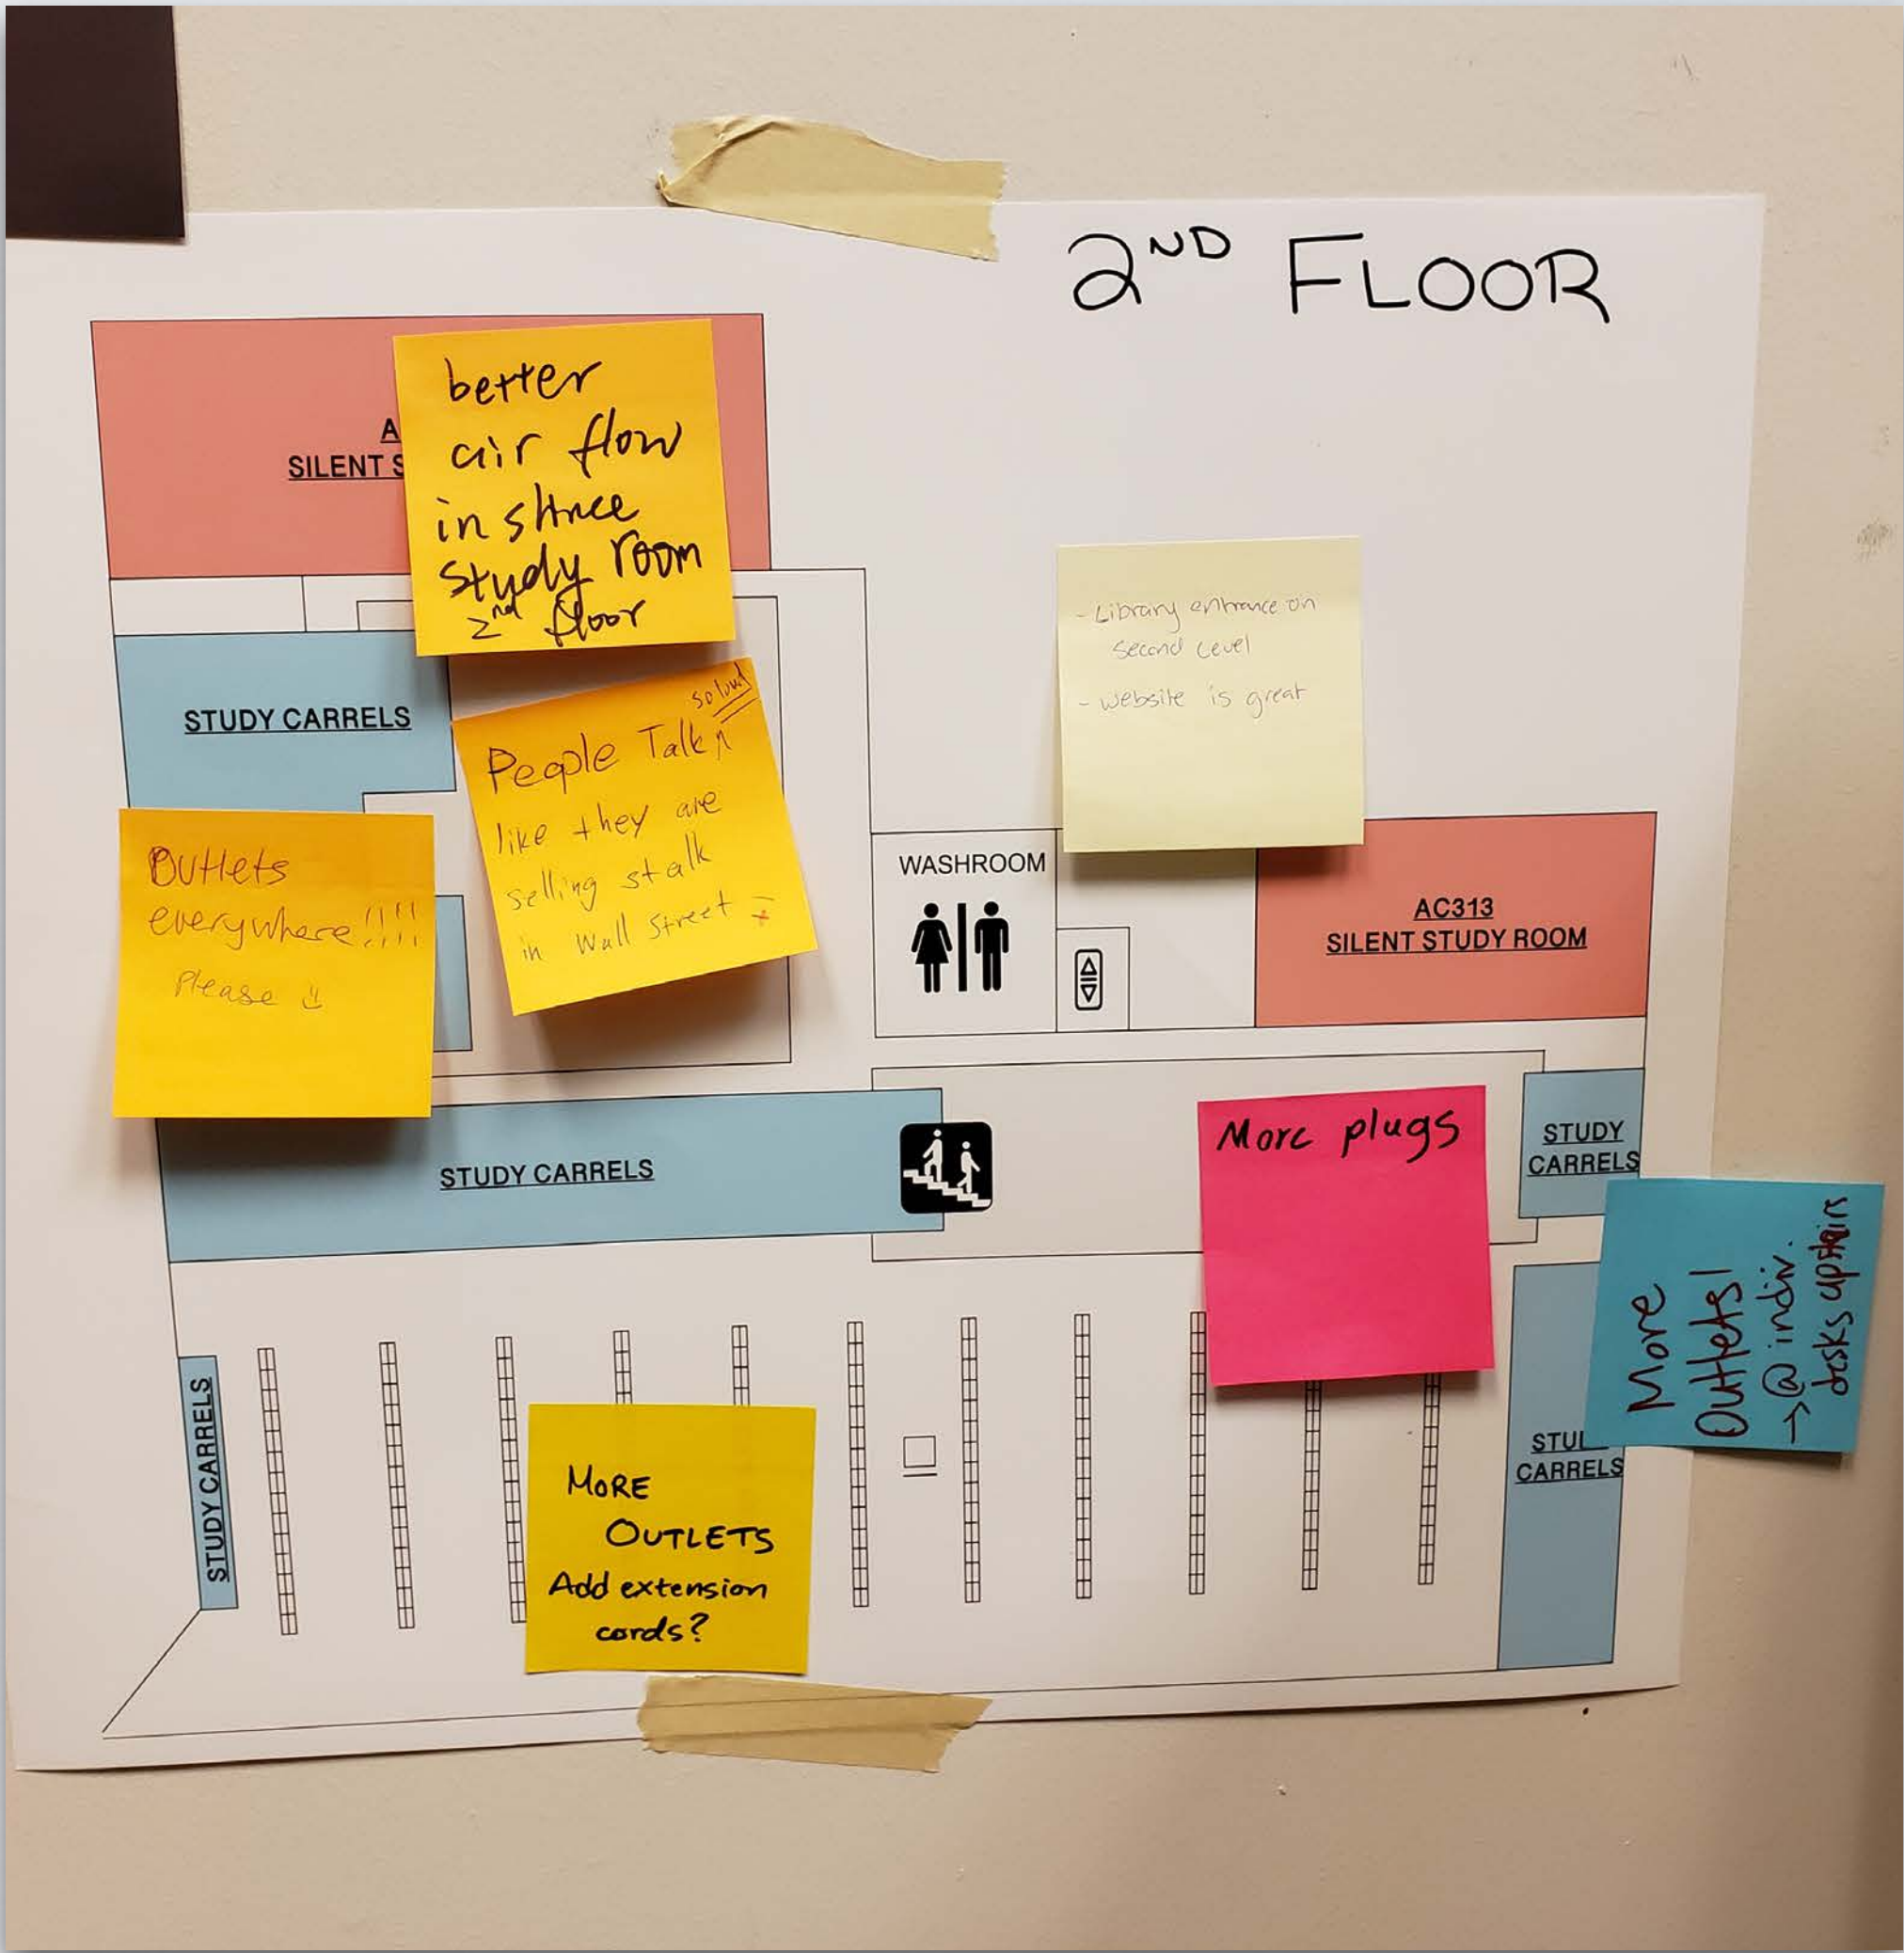 2ND FLOOR
A
SILENT S
better
air flow
in slince
study room
2nd floor
STUDY CARRELS
so loud
People Talk
like they are
selling stalk
in Wall Street
- Library entrance on
second level
- website is great
Outlets
everywhere!!!!
Please
WASHROOM
AC313
SILENT STUDY ROOM
STUDY CARRELS
More plugs
STUDY
CARRELS
More
Outlets!
→ @ indiv.
desks upstairs
STUDY CARRELS
MORE
OUTLETS
Add extension
cords?
STU
CARRELS